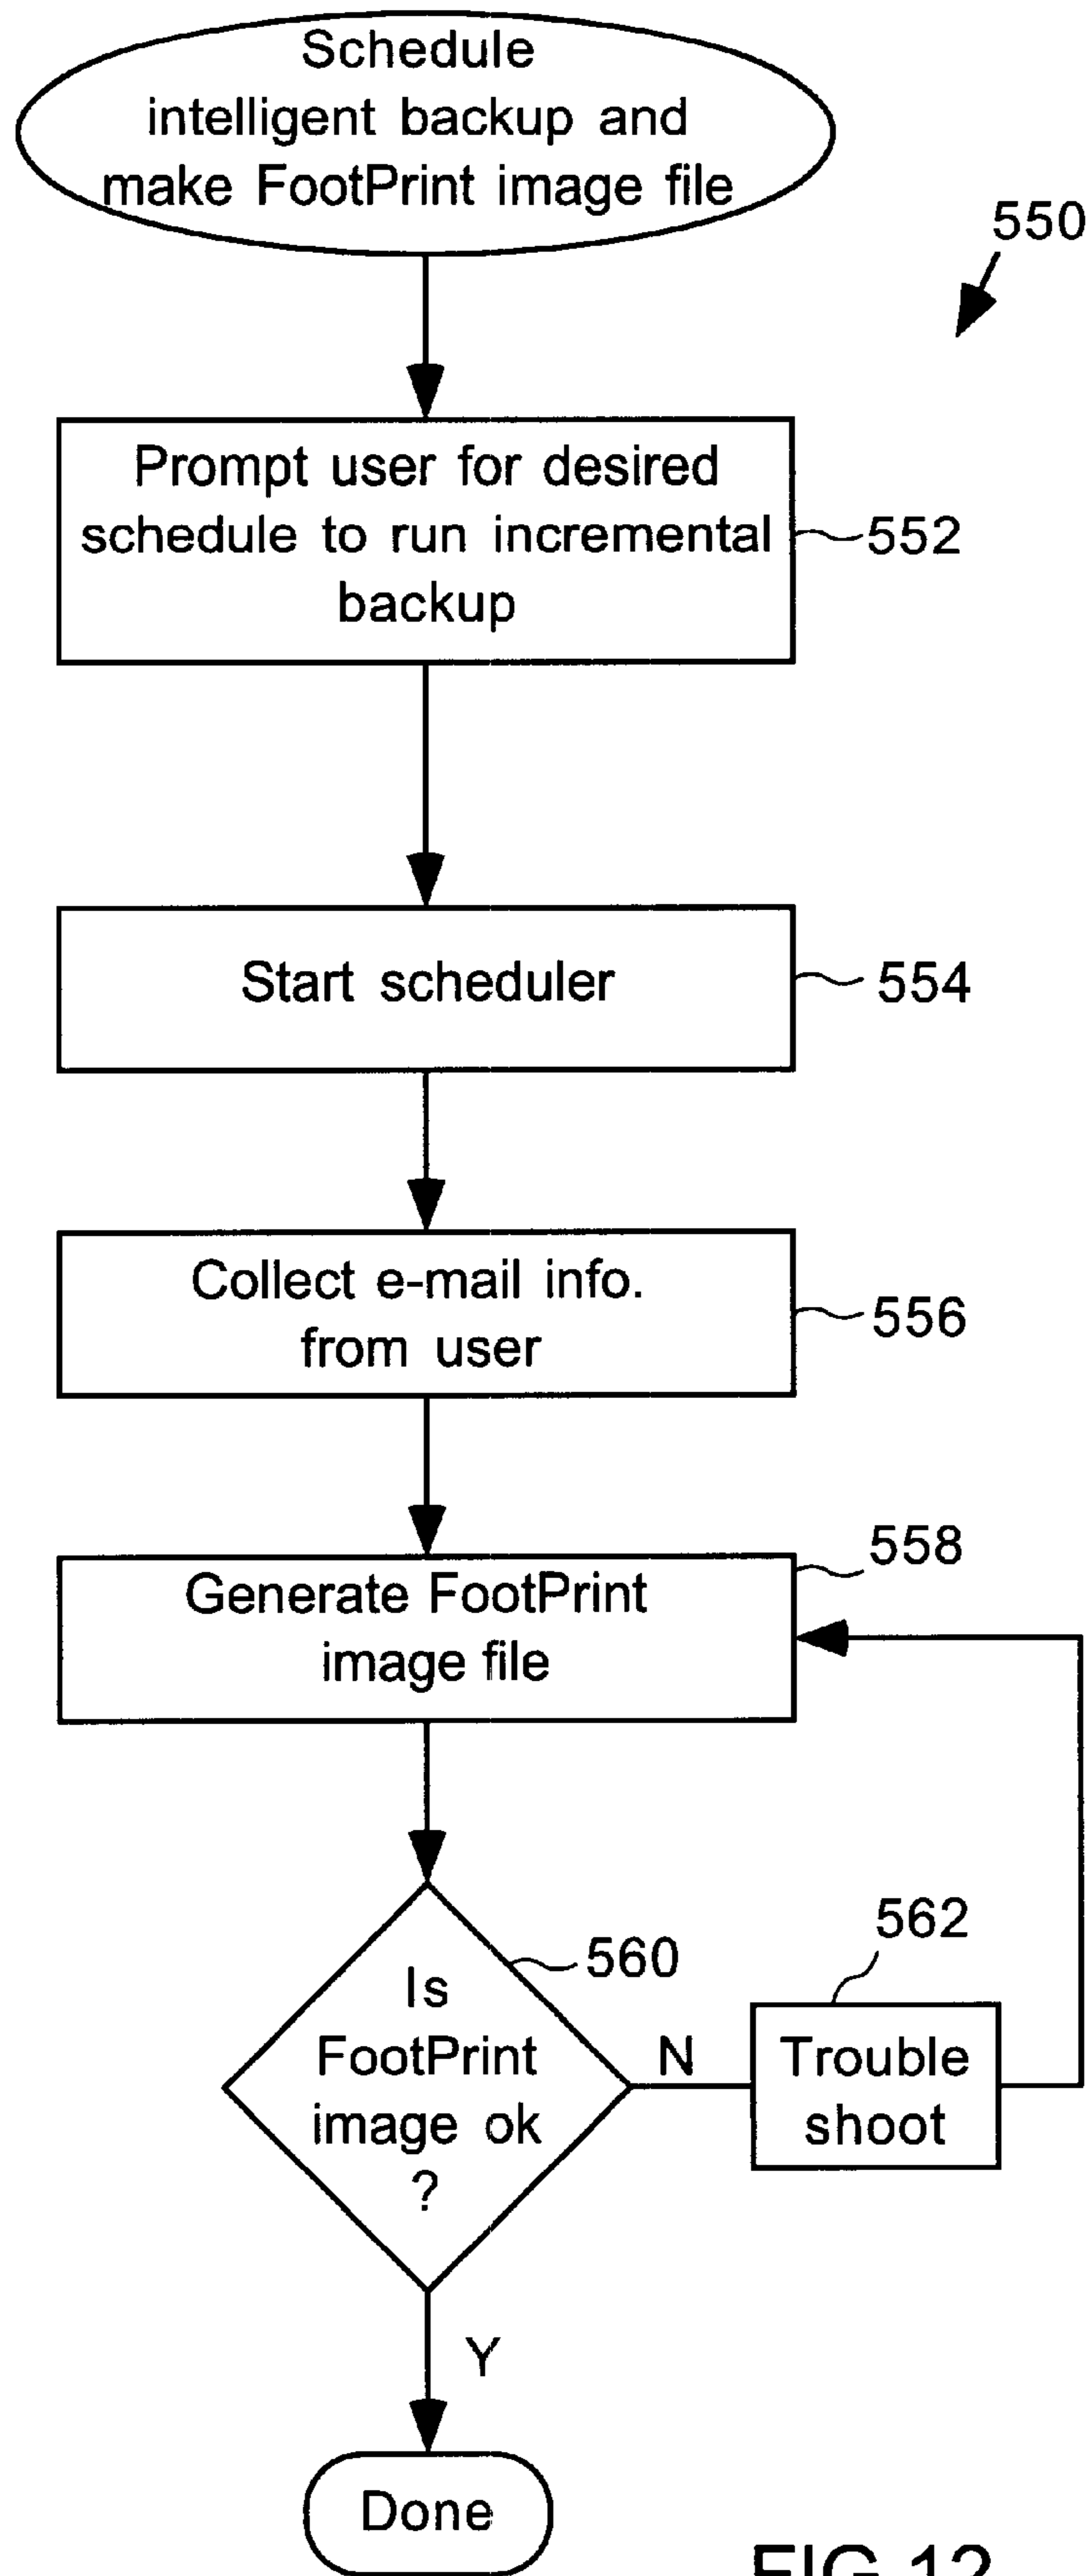 Schedule
intelligent backup and
make FootPrint image file
550
Prompt user for desired
schedule to run incremental
backup
552
Start scheduler
554
Collect e-mail info.
from user
556
558
Generate FootPrint
image file
560
562
Is
FootPrint
image ok
?
N
Trouble
shoot
Y
Done
FIG.12